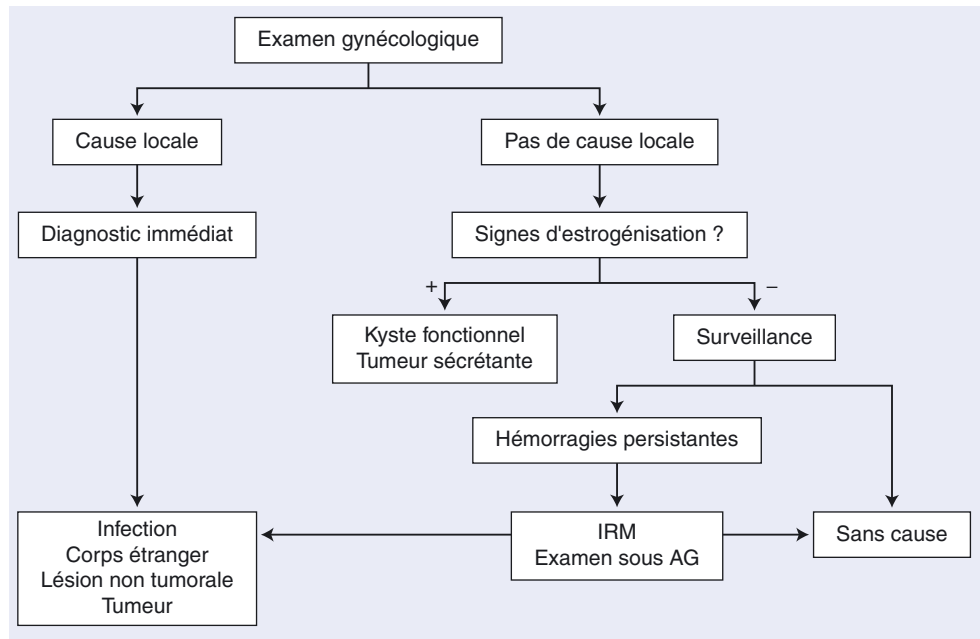 Examen gynécologique
Cause locale
Pas de cause locale
Diagnostic immédiat
Signes d'estrogénisation ?
+
–
Kyste fonctionnel
Tumeur sécrétante
Surveillance
Hémorragies persistantes
Infection
Corps étranger
Lésion non tumorale
Tumeur
IRM
Examen sous AG
Sans cause